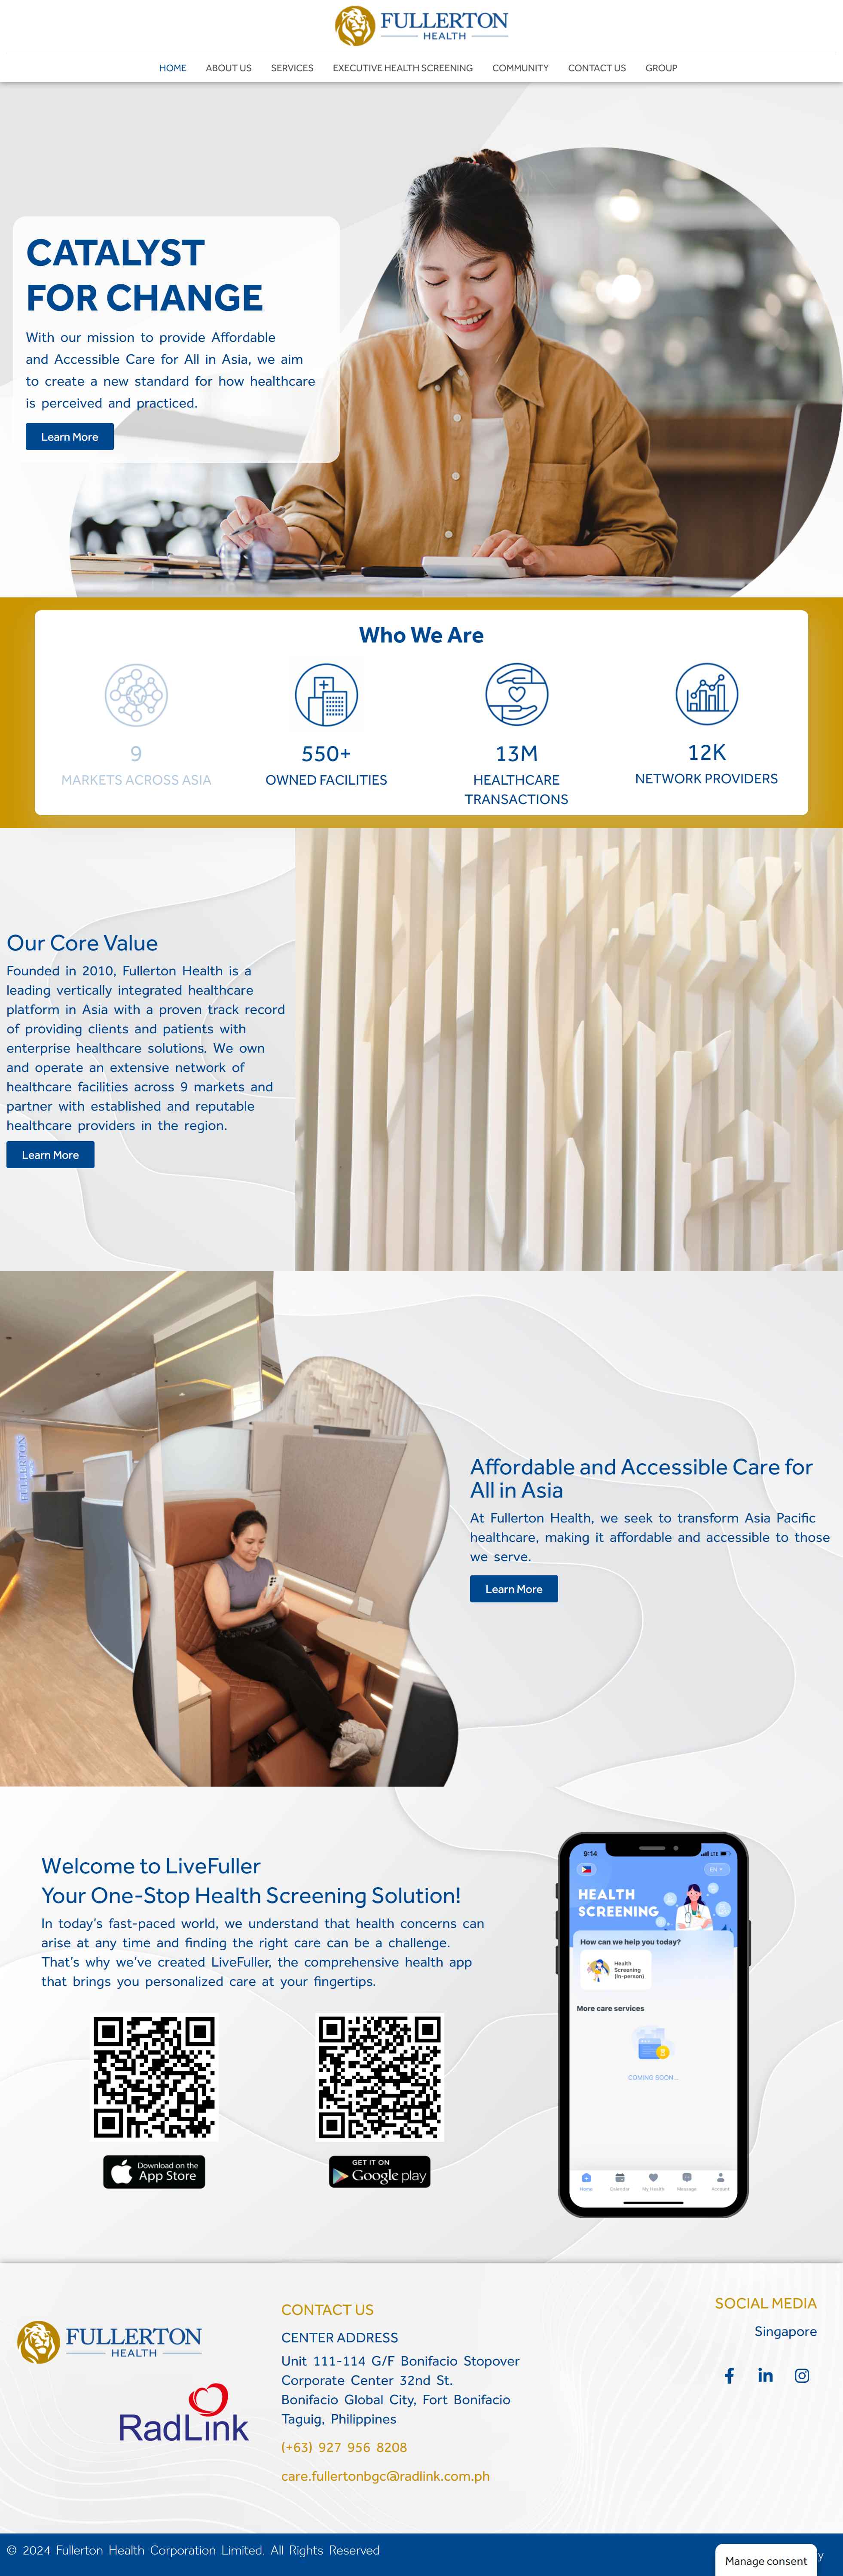 FULLERTON
HEALTH
HOME ABOUT US SERVICES EXECUTIVE HEALTH SCREENING COMMUNITY CONTACT US GROUP
CATALYST
FOR CHANGE
With our mission to provide Affordable
and Accessible Care for All in Asia, we aim
to create a new standard for how healthcare
is perceived and practiced.
Learn More
Who We Are
9
MARKETS ACROSS ASIA
550+
OWNED FACILITIES
13M
HEALTHCARE
TRANSACTIONS
12K
NETWORK PROVIDERS
Our Core Value
Founded in 2010, Fullerton Health is a
leading vertically integrated healthcare
platform in Asia with a proven track record
of providing clients and patients with
enterprise healthcare solutions. We own
and operate an extensive network of
healthcare facilities across 9 markets and
partner with established and reputable
healthcare providers in the region.
Learn More
FULLERTON
Affordable and Accessible Care for
All in Asia
At Fullerton Health, we seek to transform Asia Pacific
healthcare, making it affordable and accessible to those
we serve.
Learn More
Welcome to LiveFuller
Your One-Stop Health Screening Solution!
In today's fast-paced world, we understand that health concerns can
arise at any time and finding the right care can be a challenge.
That's why we've created LiveFuller, the comprehensive health app
that brings you personalized care at your fingertips.
Download on the
App Store
GET IT ON
Google play
9:14
LTE
EN
HEALTH
SCREENING
How can we help you today?
Health
Screening
(In-person)
More care services
COMING SOON...
Home Calendar My Health Message Account
FULLERTON
HEALTH
RadLink
CONTACT US
CENTER ADDRESS
Unit 111-114 G/F Bonifacio Stopover
Corporate Center 32nd St.
Bonifacio Global City, Fort Bonifacio
Taguig, Philippines
(+63) 927 956 8208
care.fullertonbgc@radlink.com.ph
SOCIAL MEDIA
Singapore
© 2024 Fullerton Health Corporation Limited. All Rights Reserved
Manage consent